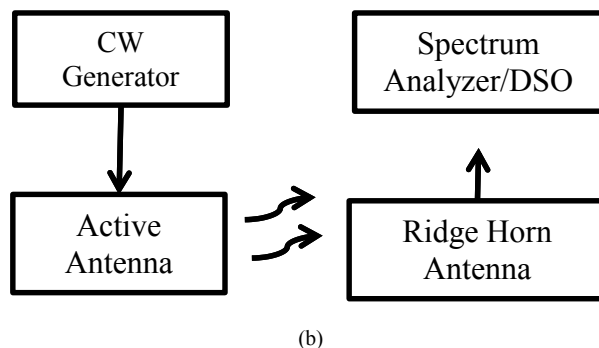 CW
Generator
Spectrum
Analyzer/DSO
Active
Antenna
Ridge Horn
Antenna
(b)